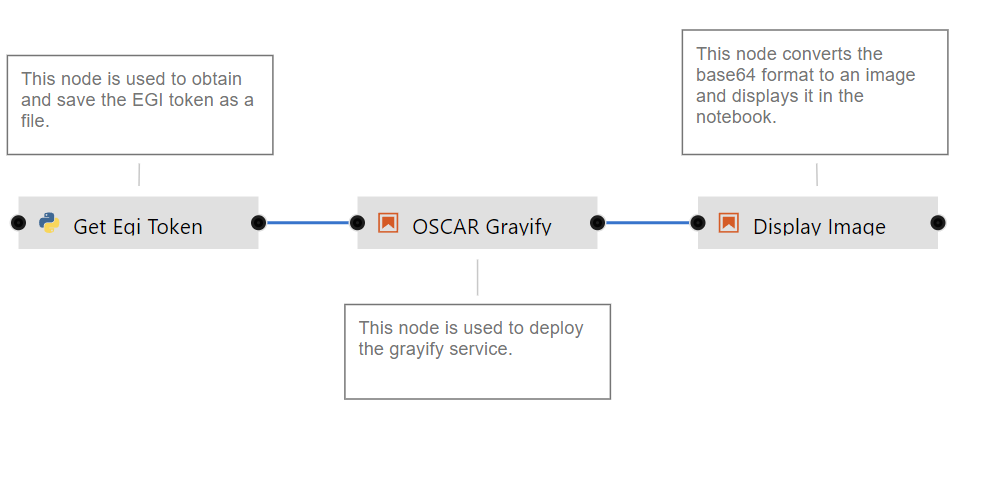 This node converts the
base64 format to an image
and displays it in the
notebook.
This node is used to obtain
and save the EGI token as a
file.
Get Egi Token
OSCAR Grayify
Display Image
This node is used to deploy
the grayify service.